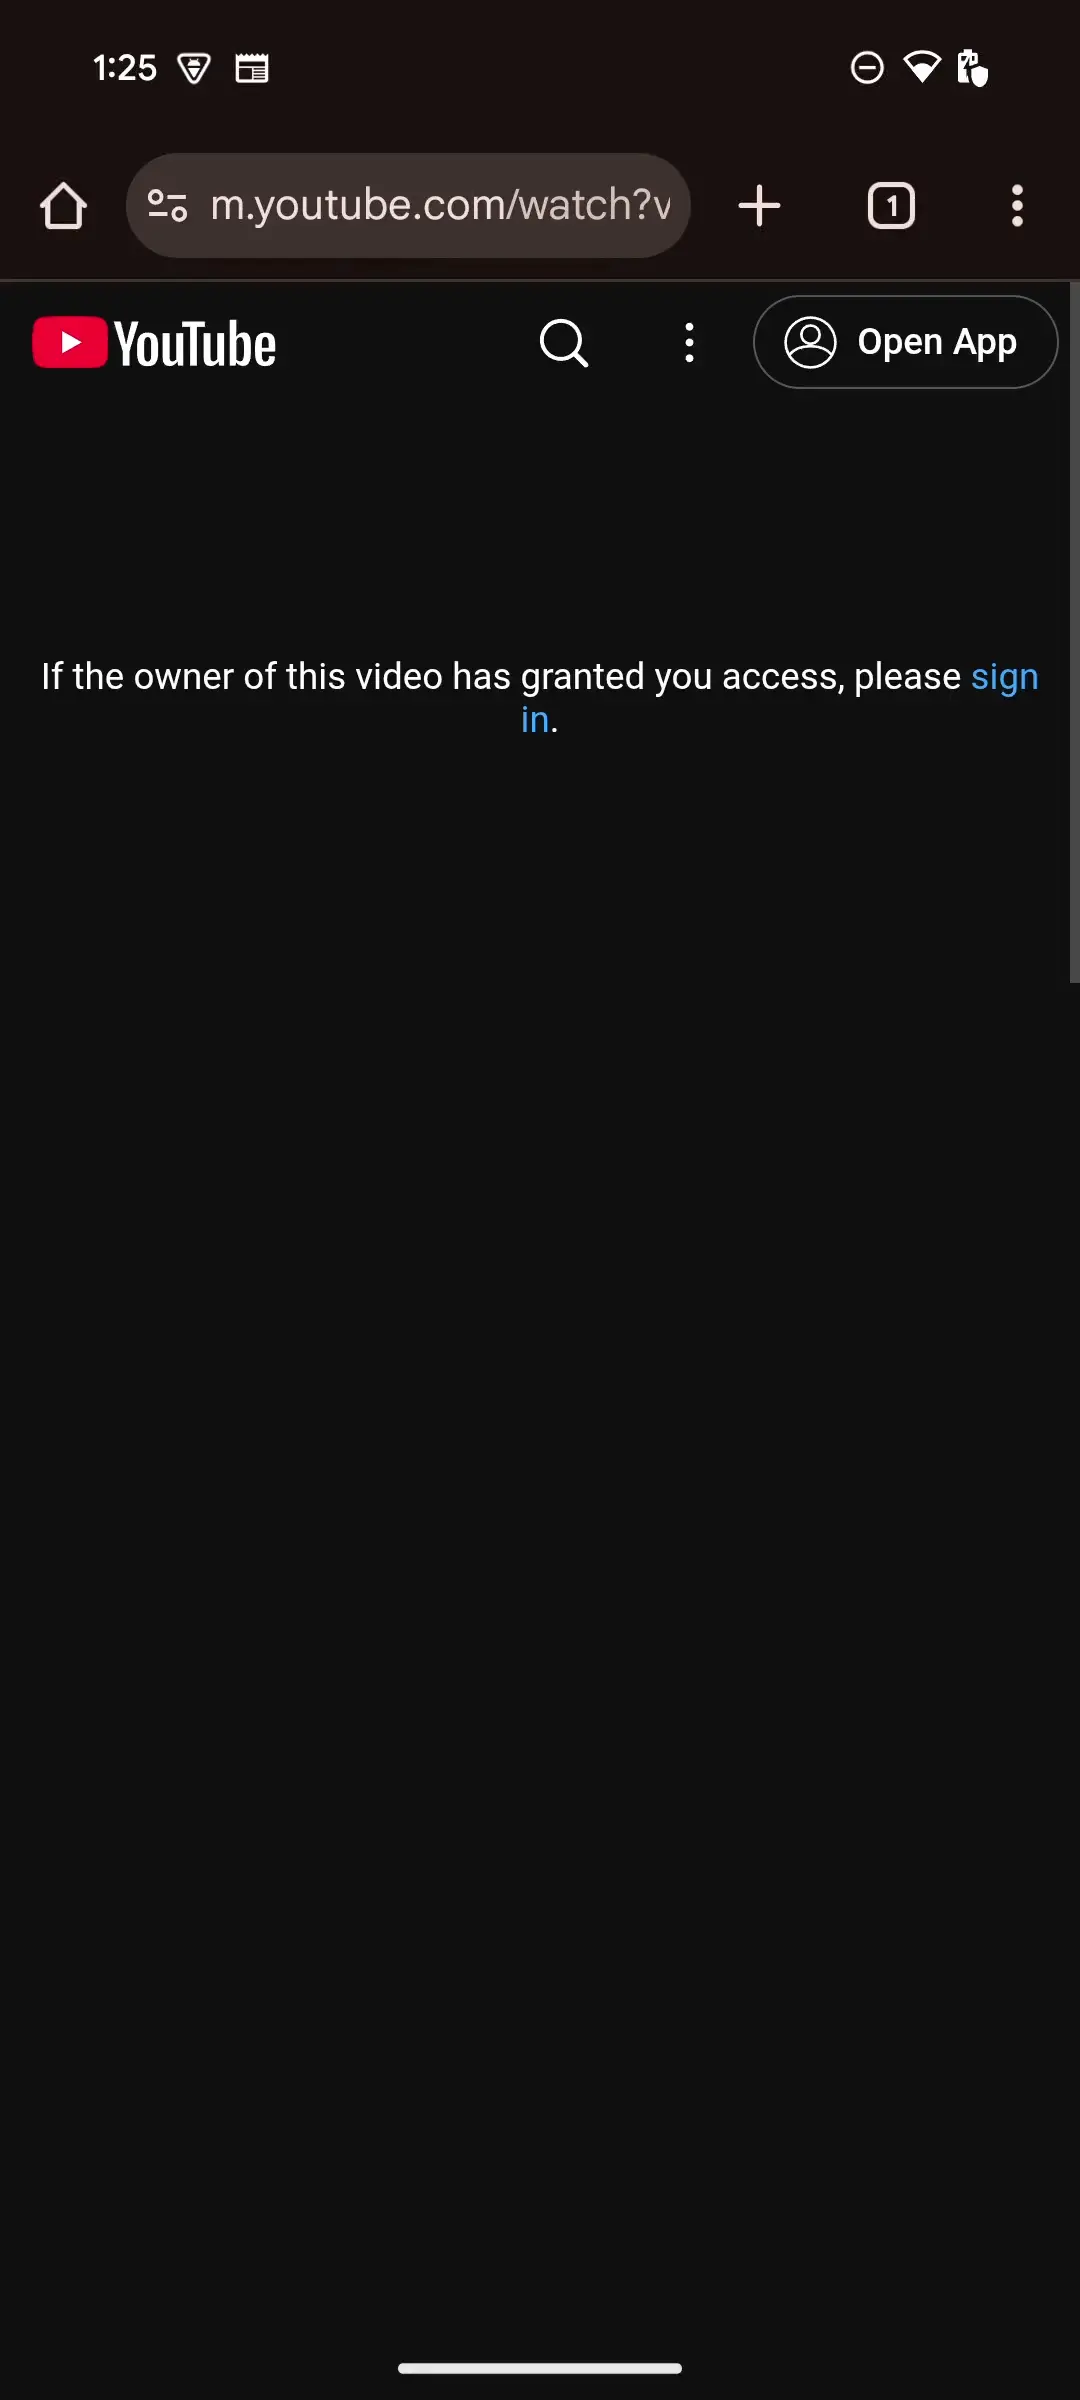 1:25
m.youtube.com/watch?v
1
YouTube
Open App
If the owner of this video has granted you access, please sign
in.